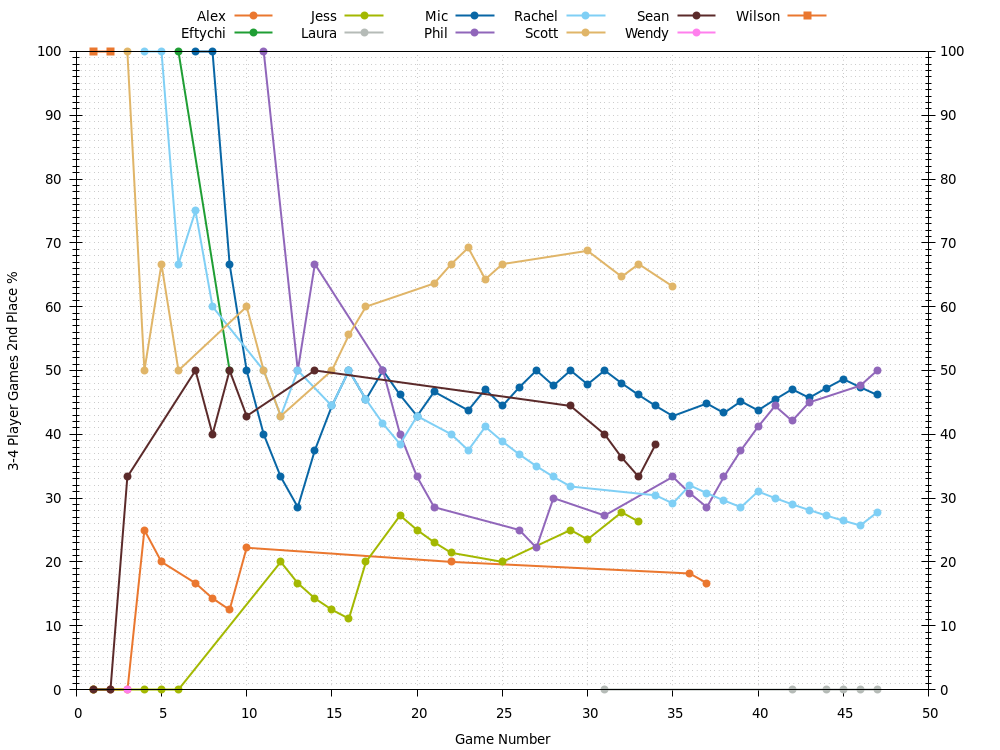 Alex Jess Mic Rachel Sean Wilson
Eftychi Laura Phil Scott Wendy
100 100
90 90
80 80
70 70
60 60
50 50
40 40
30 30
20 20
10 10
0 0
0 5 10 15 20 25 30 35 40 45 50
3-4 Player Games 2nd Place %
Game Number